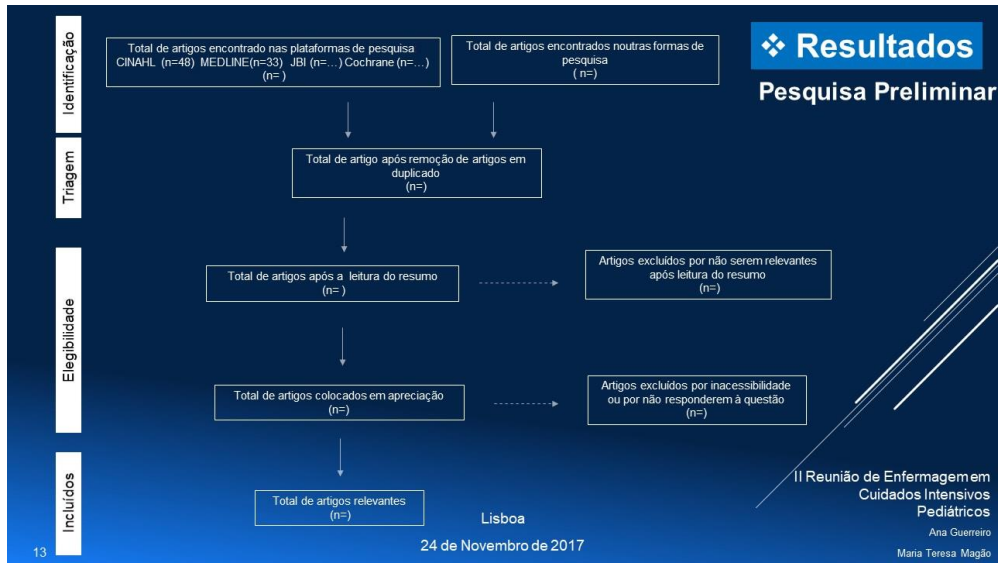 ❖ Resultados
Pesquisa Preliminar
Identificação
Total de artigos encontrado nas plataformas de pesquisa
CINAHL (n=48) MEDLINE(n=33) JBI (n=...) Cochrane (n=...)
(n= )
Total de artigos encontrados noutras formas de
pesquisa
( n=)
Triagem
Total de artigo após remoção de artigos em
duplicado
(n=)
Elegibilidade
Total de artigos após a leitura do resumo
(n= )
Artigos excluídos por não serem relevantes
após leitura do resumo
(n=)
Total de artigos colocados em apreciação
(n=)
Artigos excluídos por inacessibilidade
ou por não responderem à questão
(n=)
Incluídos
Total de artigos relevantes
(n=)
II Reunião de Enfermagem em
Cuidados Intensivos
Pediátricos
Ana Guerreiro
Maria Teresa Magão
Lisboa
24 de Novembro de 2017
13